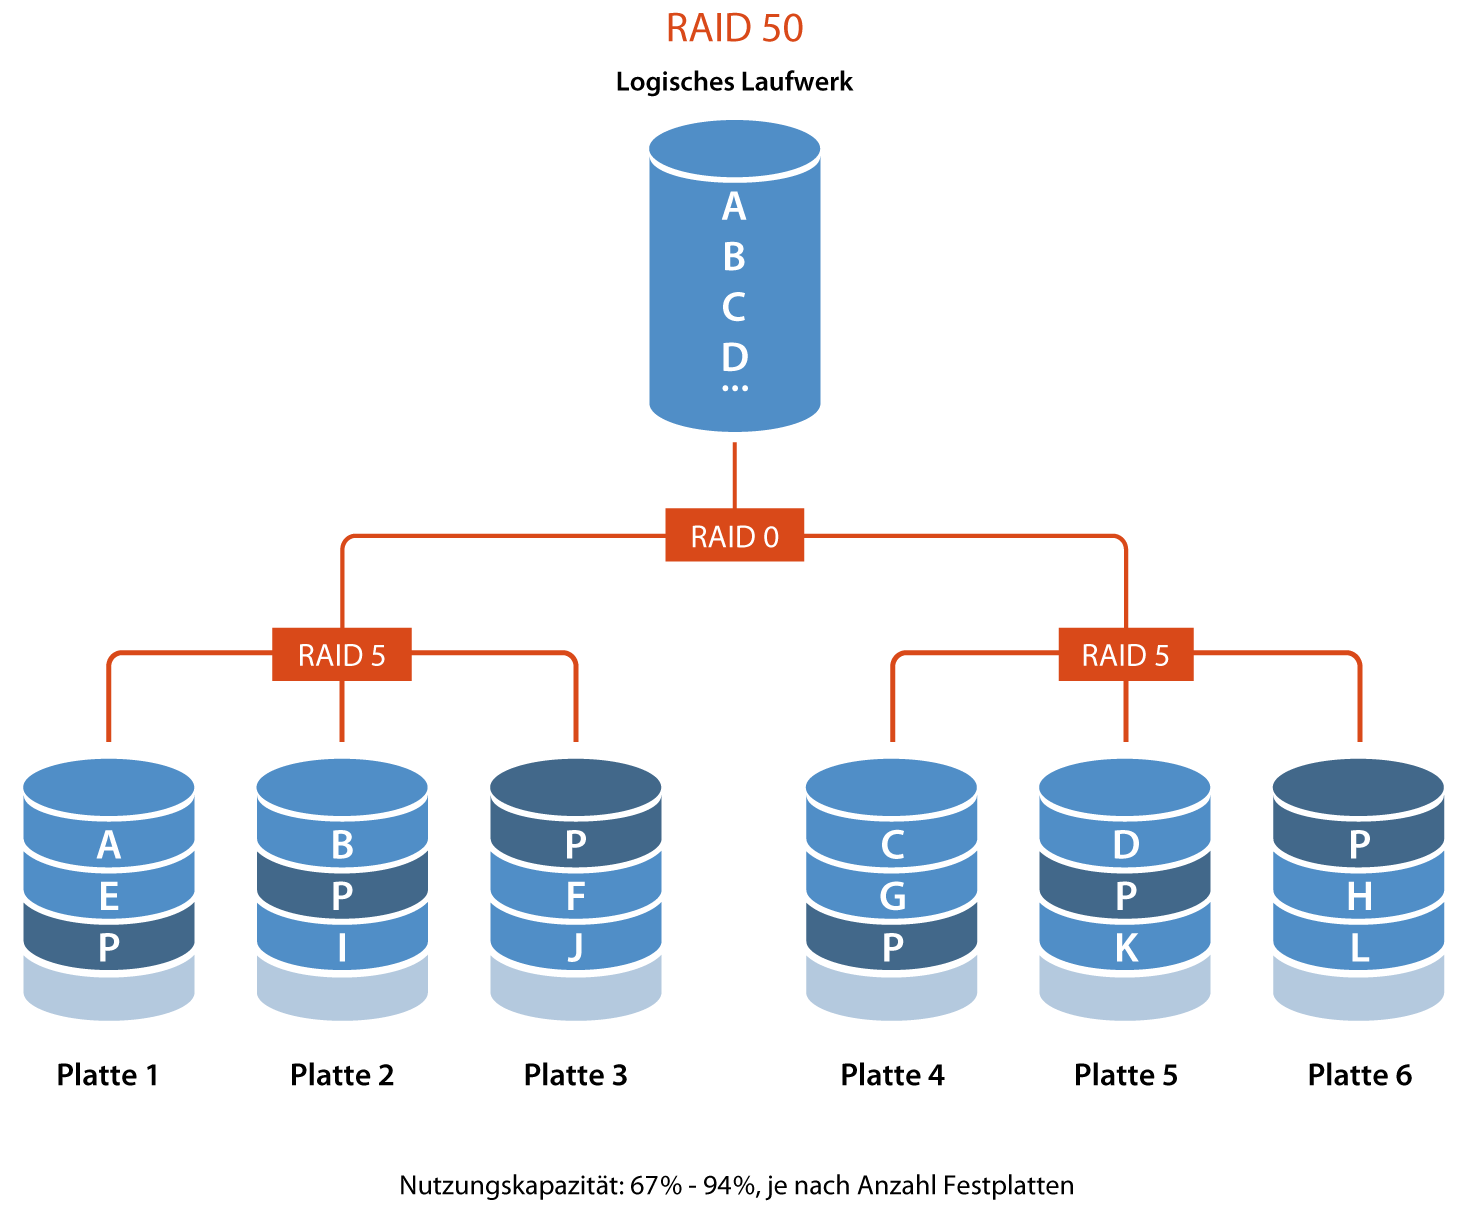 RAID 50
Logisches Laufwerk
A
B
C
D
...
RAID 0
RAID 5 RAID 5
A B P C D P
E P F G P H
P I J P K L
Platte 1 Platte 2 Platte 3 Platte 4 Platte 5 Platte 6
Nutzungskapazität: 67% - 94%, je nach Anzahl Festplatten